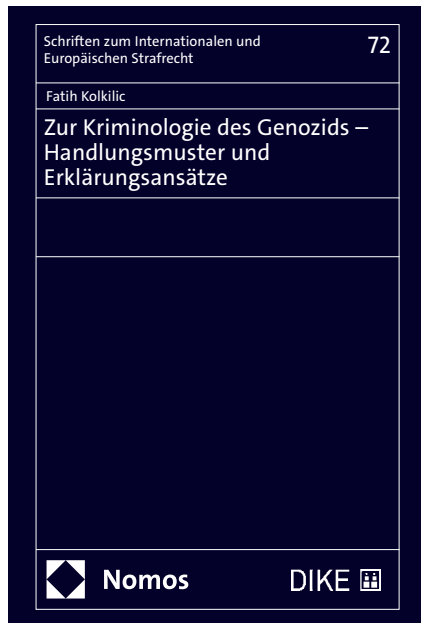 Schriften zum Internationalen und
Europäischen Strafrecht
72
Fatih Kolkilic
Zur Kriminologie des Genozids –
Handlungsmuster und
Erklärungsansätze
Nomos
DIKE